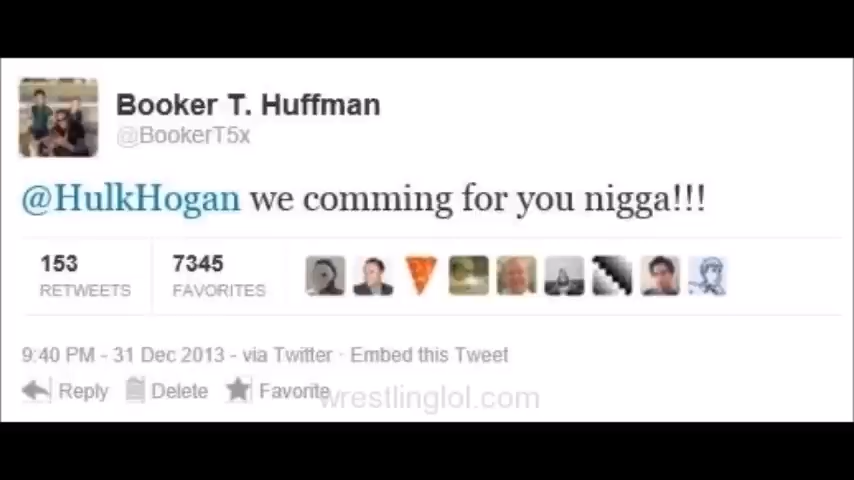 Booker T. Huffman
@BookerT5x
@HulkHogan we comming for you nigga!!!
153 7345
RETWEETS FAVORITES
9:40 PM - 31 Dec 2013 - via Twitter · Embed this Tweet
Reply Delete Favorite
wrestlinglol.com